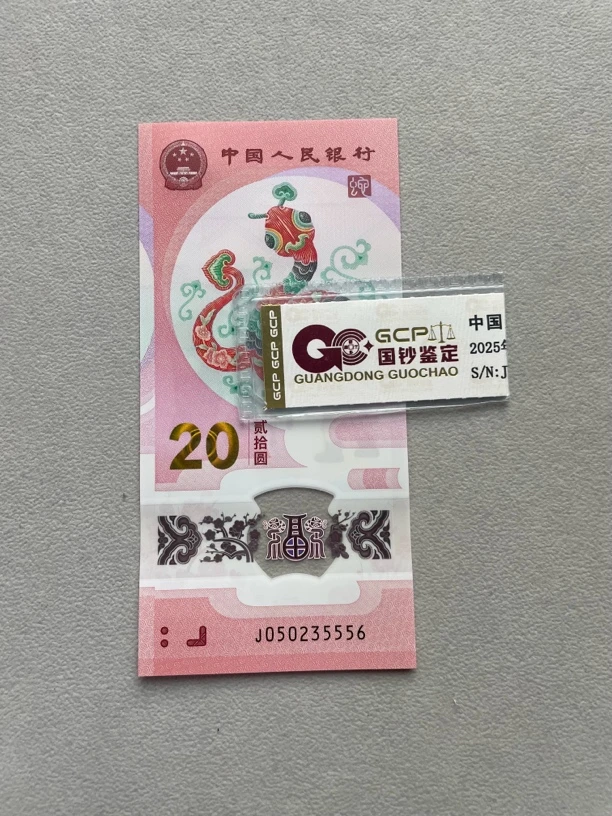 中国人民银行
GCP GCP GCP
GC GCP
国钞鉴定
GUANGDONG GUOCHAO
中国
2025
S/N:J
20 贰拾圆
J050235556